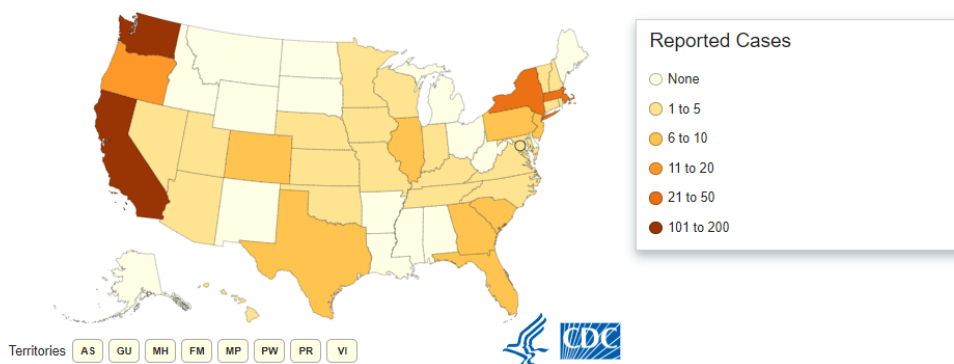 Reported Cases
None
1 to 5
6 to 10
11 to 20
21 to 50
101 to 200
Territories AS GU MH FM MP PW PR VI
CDC